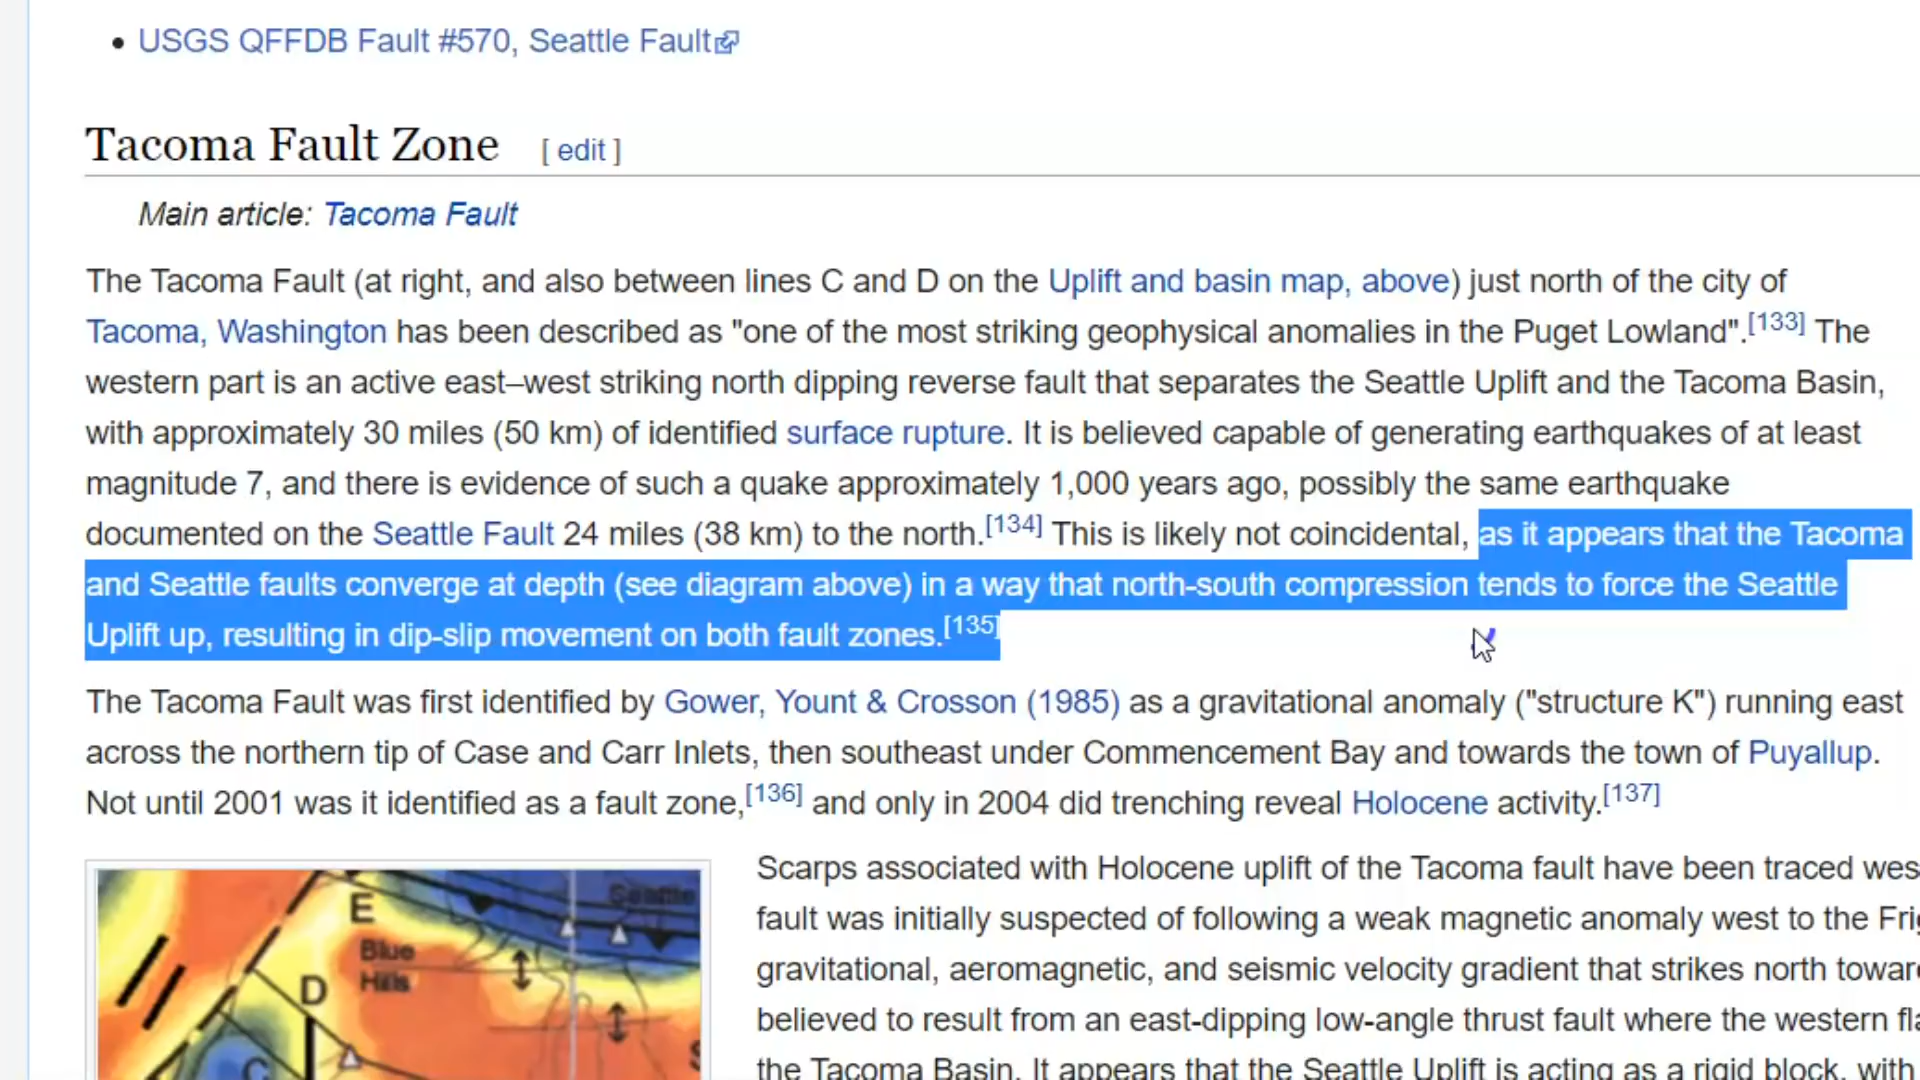 USGS QFFDB Fault #570, Seattle Fault
Tacoma Fault Zone [ edit ]
Main article: Tacoma Fault
The Tacoma Fault (at right, and also between lines C and D on the Uplift and basin map, above) just north of the city of
Tacoma, Washington has been described as "one of the most striking geophysical anomalies in the Puget Lowland".[133] The
western part is an active east–west striking north dipping reverse fault that separates the Seattle Uplift and the Tacoma Basin,
with approximately 30 miles (50 km) of identified surface rupture. It is believed capable of generating earthquakes of at least
magnitude 7, and there is evidence of such a quake approximately 1,000 years ago, possibly the same earthquake
documented on the Seattle Fault 24 miles (38 km) to the north.[134] This is likely not coincidental, as it appears that the Tacoma
and Seattle faults converge at depth (see diagram above) in a way that north-south compression tends to force the Seattle
Uplift up, resulting in dip-slip movement on both fault zones.[135]
The Tacoma Fault was first identified by Gower, Yount & Crosson (1985) as a gravitational anomaly ("structure K") running east
across the northern tip of Case and Carr Inlets, then southeast under Commencement Bay and towards the town of Puyallup.
Not until 2001 was it identified as a fault zone,[136] and only in 2004 did trenching reveal Holocene activity.[137]
Scarps associated with Holocene uplift of the Tacoma fault have been traced wes
fault was initially suspected of following a weak magnetic anomaly west to the Fri
gravitational, aeromagnetic, and seismic velocity gradient that strikes north towar
believed to result from an east-dipping low-angle thrust fault where the western fla
the Tacoma Basin. It appears that the Seattle Uplift is acting as a rigid block, with
Seattle
E
Blue
Hills
D
C